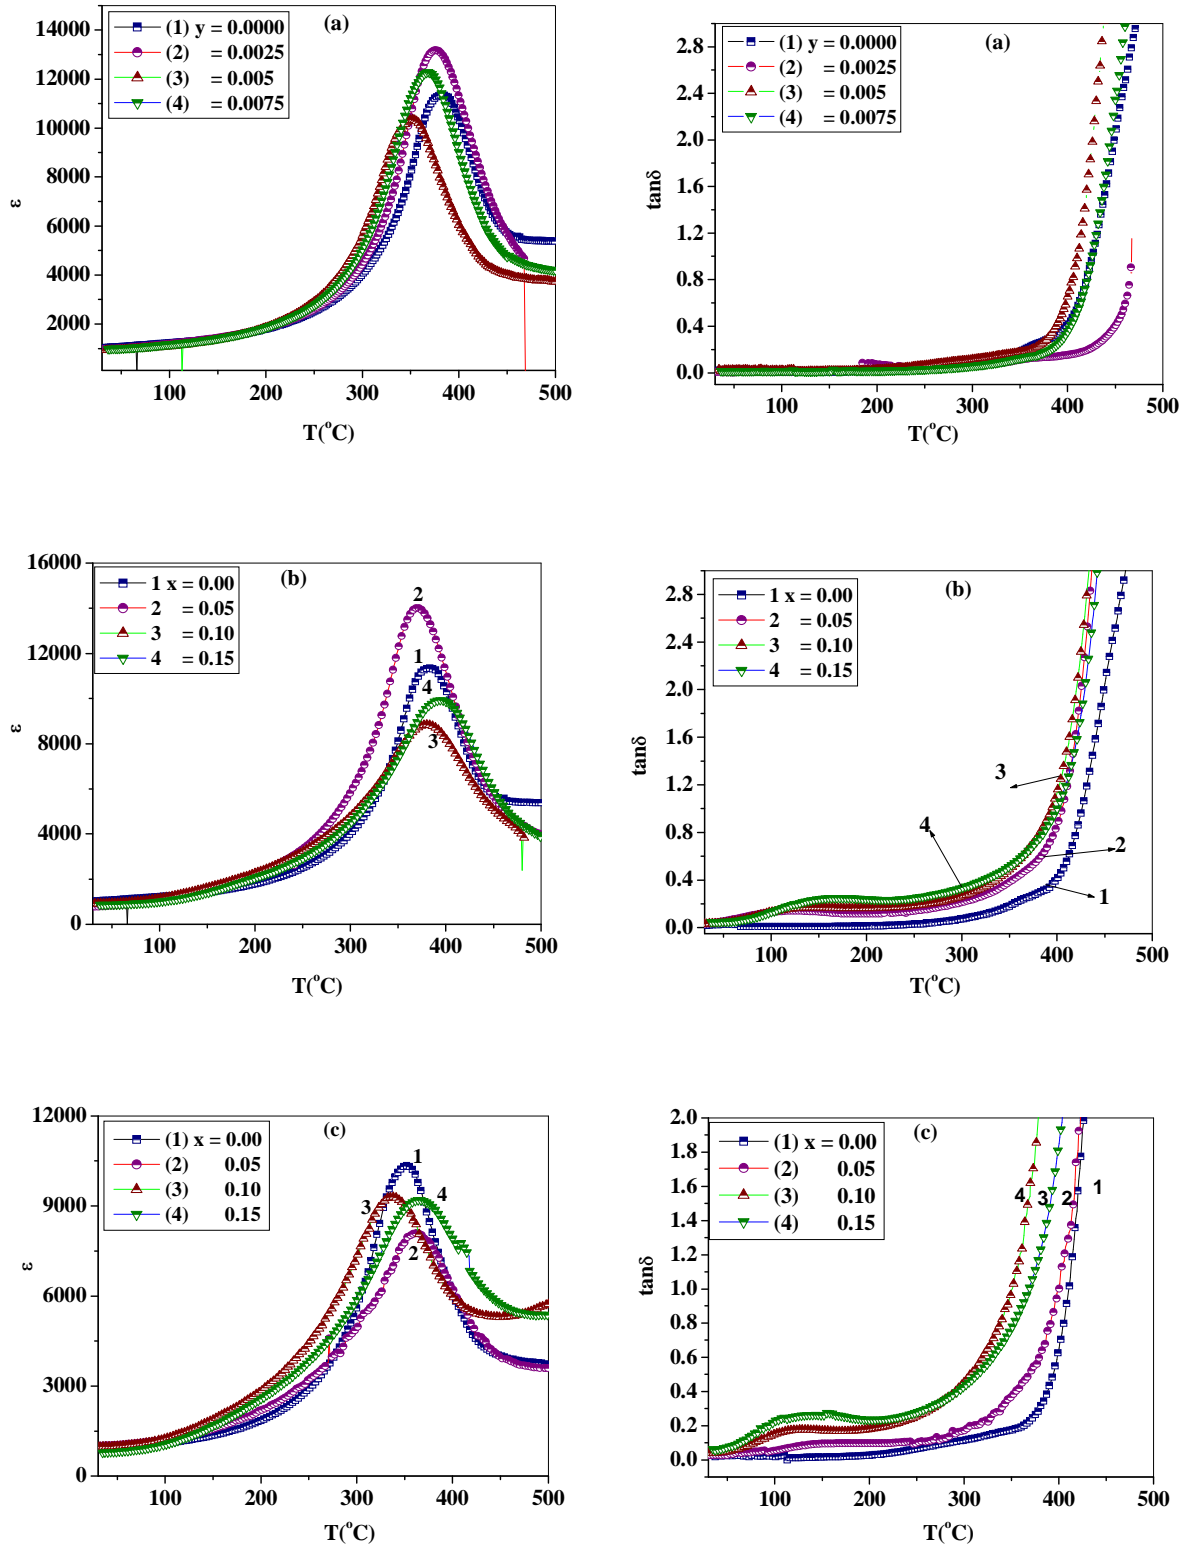 (a)
(1) y = 0.0000
(2) = 0.0025
(3) = 0.005
(4) = 0.0075
14000
12000
10000
8000
6000
4000
2000
ε
100 200 300 400 500
T(°C)
(a)
(1) y = 0.0000
(2) = 0.0025
(3) = 0.005
(4) = 0.0075
2.8
2.4
2.0
1.6
1.2
0.8
0.4
0.0
tanδ
100 200 300 400 500
T(°C)
(b)
1 x = 0.00
2 = 0.05
3 = 0.10
4 = 0.15
16000
12000
8000
4000
0
ε
2
1
4
3
100 200 300 400 500
T(°C)
(b)
1 x = 0.00
2 = 0.05
3 = 0.10
4 = 0.15
2.8
2.4
2.0
1.6
1.2
0.8
0.4
0.0
tanδ
3
4
2
1
100 200 300 400 500
T(°C)
(c)
(1) x = 0.00
(2) 0.05
(3) 0.10
(4) 0.15
12000
9000
6000
3000
0
ε
1
3
4
2
100 200 300 400 500
T(°C)
(c)
(1) x = 0.00
(2) 0.05
(3) 0.10
(4) 0.15
2.0
1.8
1.6
1.4
1.2
1.0
0.8
0.6
0.4
0.2
0.0
tanδ
4 3 2 1
100 200 300 400 500
T(°C)